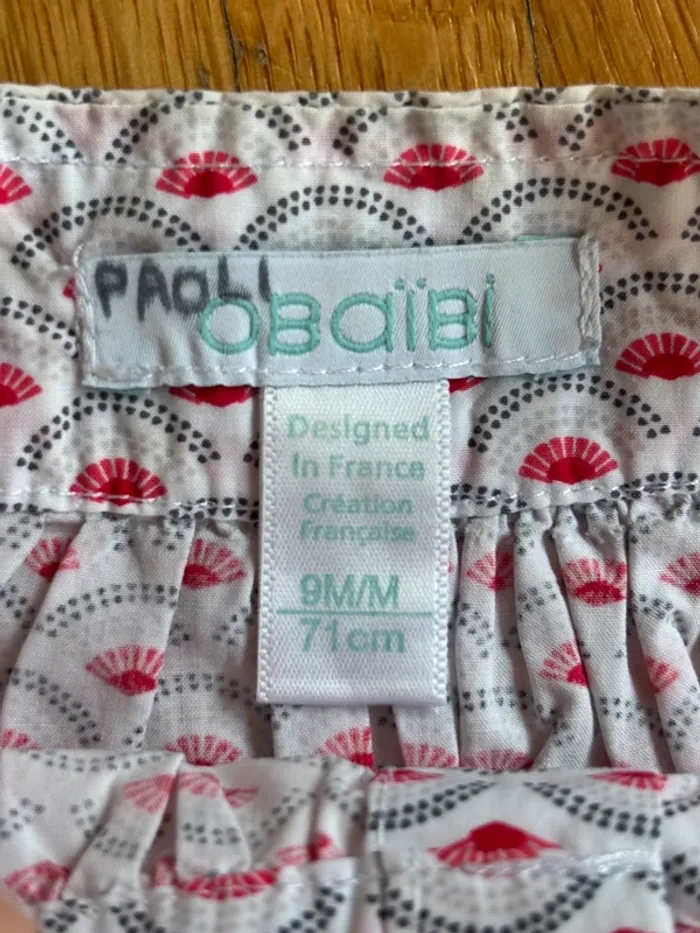 PAOLI
OBaïBi
Designed
In France
Création
Française
9M/M
71cm